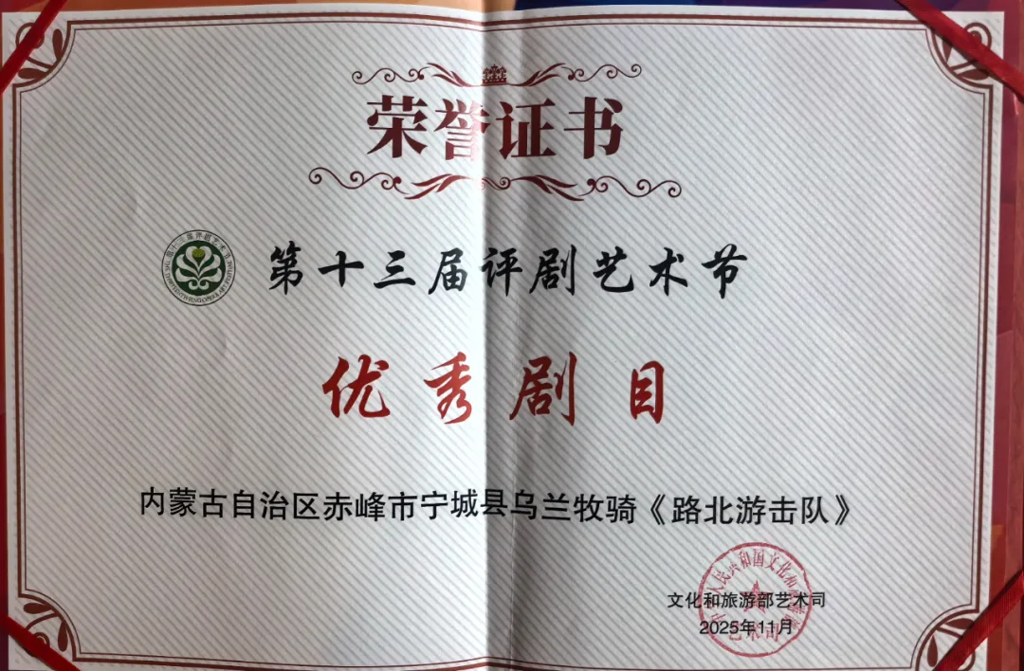 荣誉证书
第十三届评剧艺术节
优秀剧目
内蒙古自治区赤峰市宁城县乌兰牧骑《路北游击队》
文化和旅游部艺术司
2025年11月